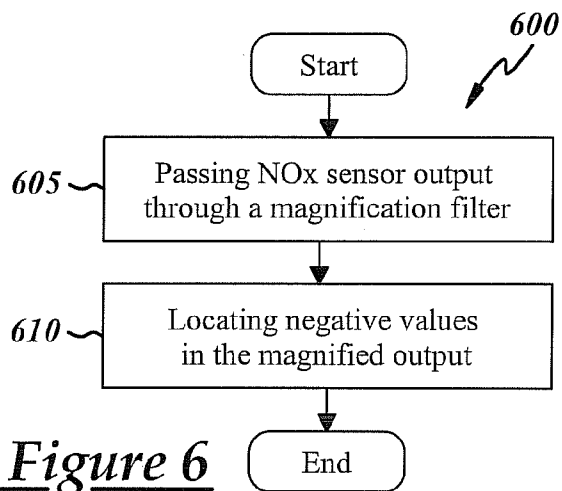 600
Start
605
Passing NOx sensor output
through a magnification filter
610
Locating negative values
in the magnified output
Figure 6
End